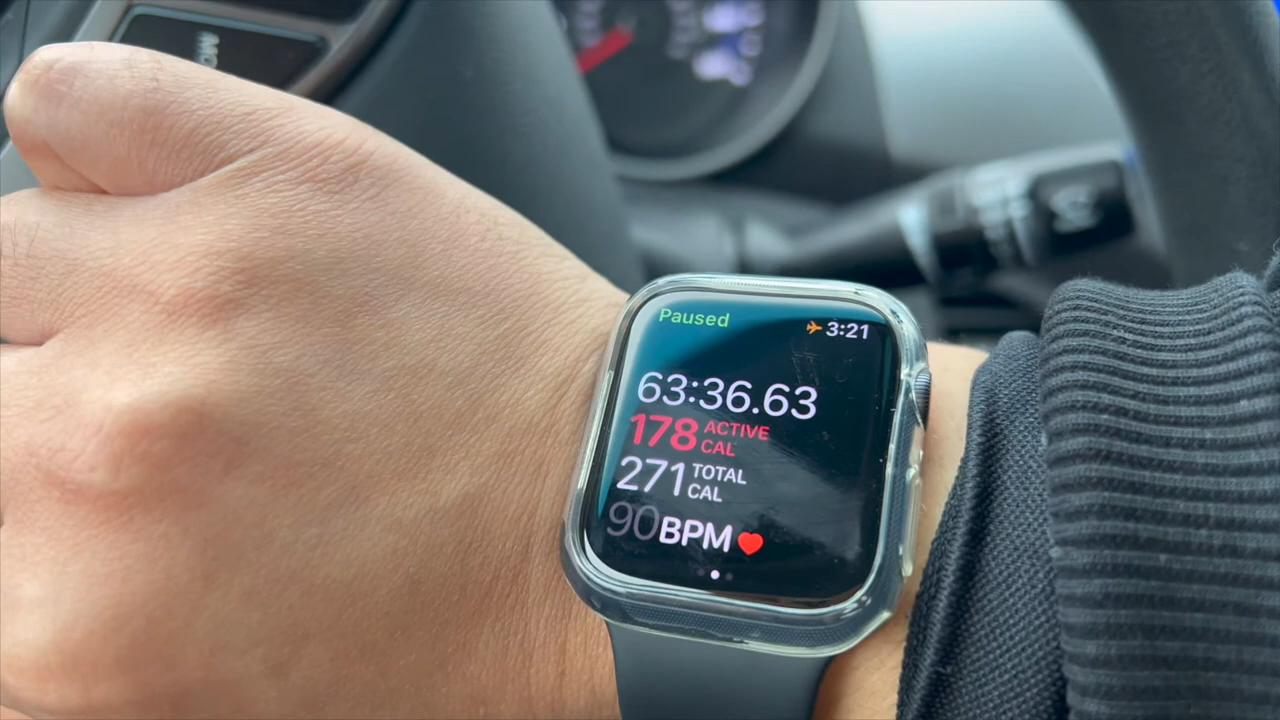 Paused
3:21
63:36.63
178 ACTIVE CAL
271 TOTAL CAL
90BPM